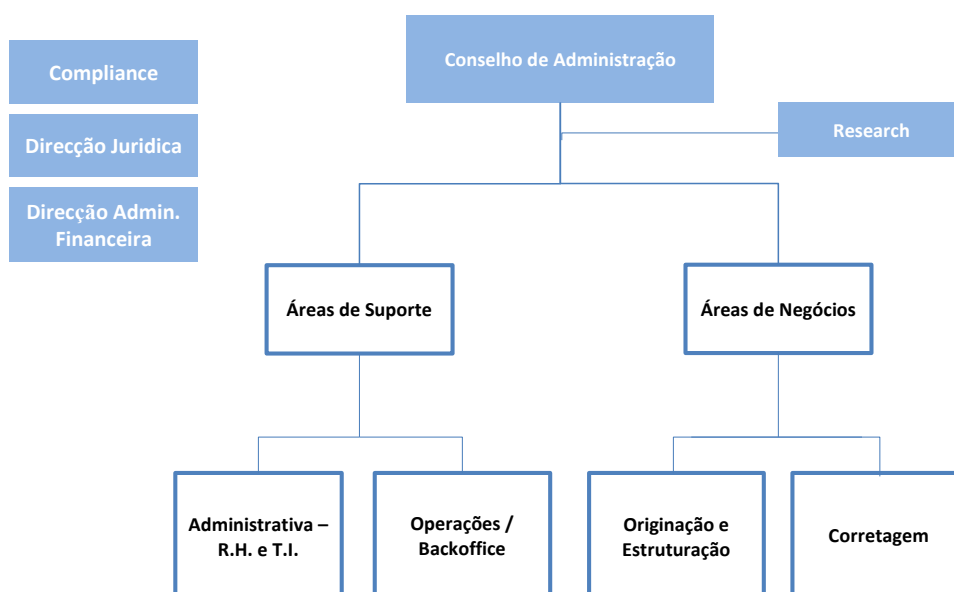 Conselho de Administração
Compliance
Research
Direcção Juridica
Direcção Admin.
Financeira
Áreas de Suporte
Áreas de Negócios
Administrativa –
R.H. e T.I.
Operações /
Backoffice
Originação e
Estruturação
Corretagem